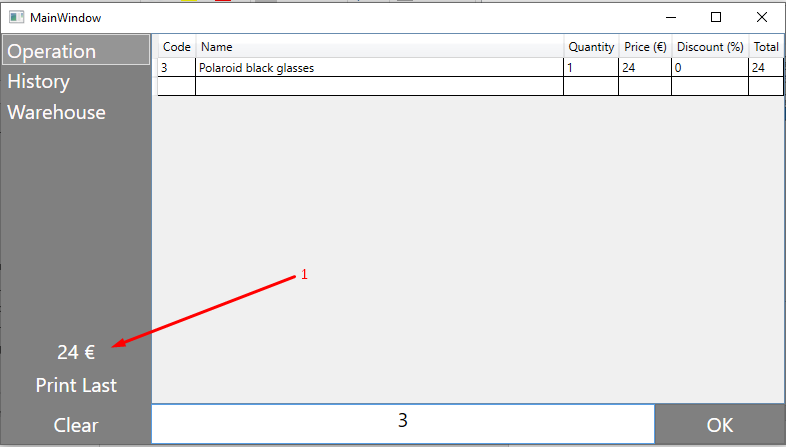 MainWindow
Operation
History
Warehouse
Code Name Quantity Price (€) Discount (%) Total
3 Polaroid black glasses 1 24 0 24
1
24 €
Print Last
Clear
3
OK